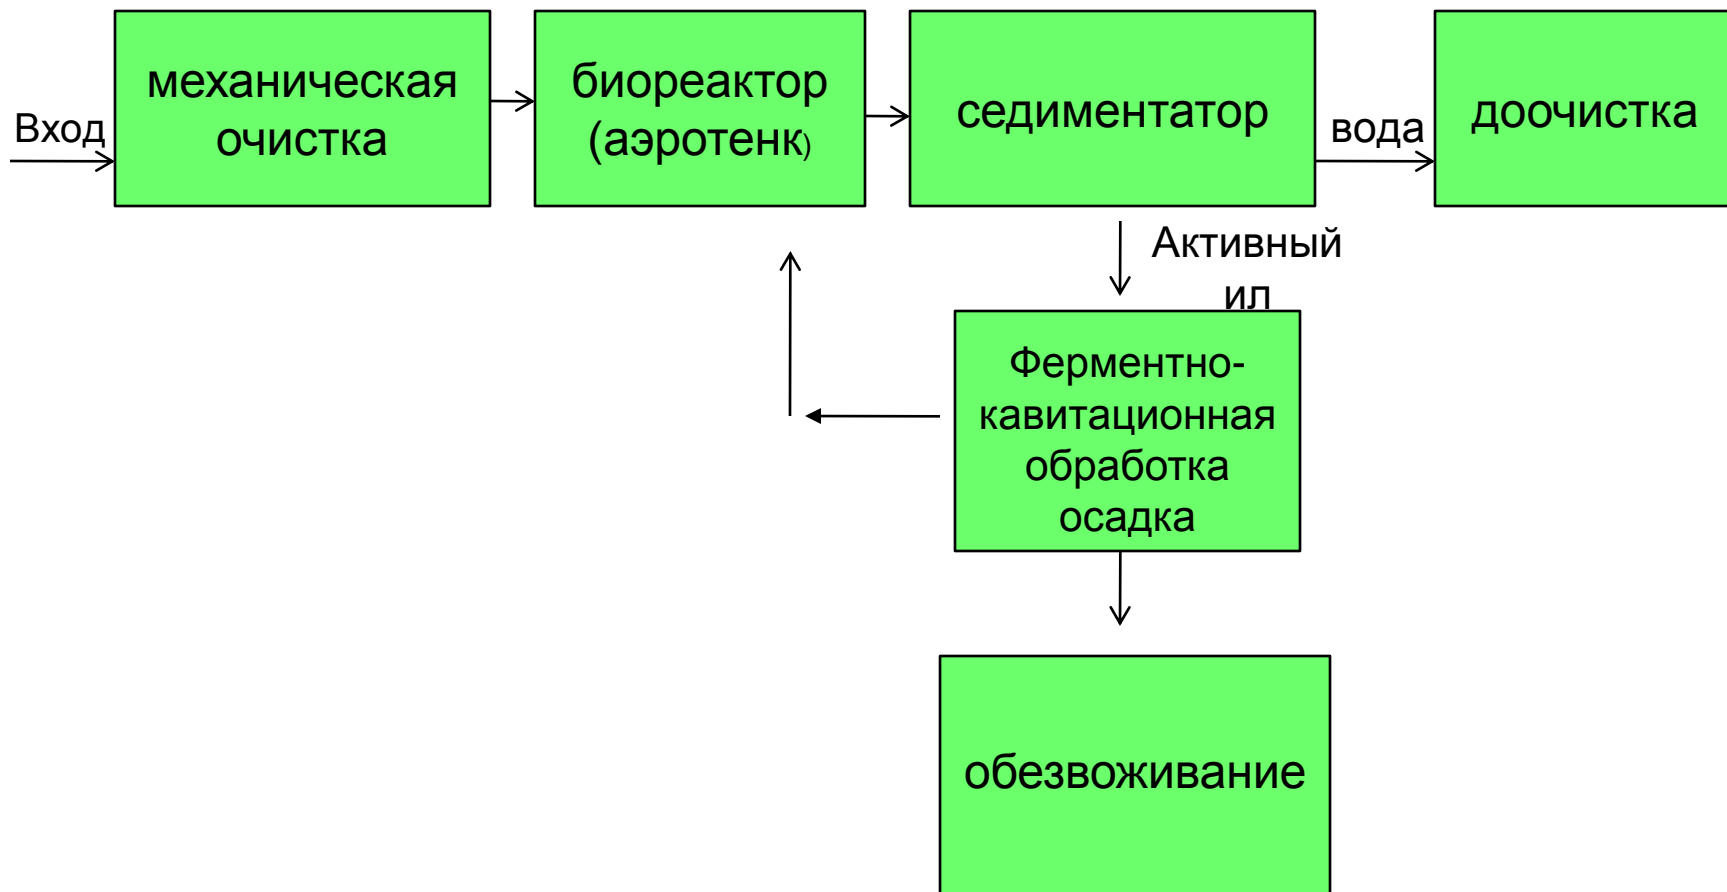 Вход
механическая
очистка
биореактор
(аэротенк)
седиментатор
вода
доочистка
Активный
ил
Ферментно-
кавитационная
обработка
осадка
обезвоживание